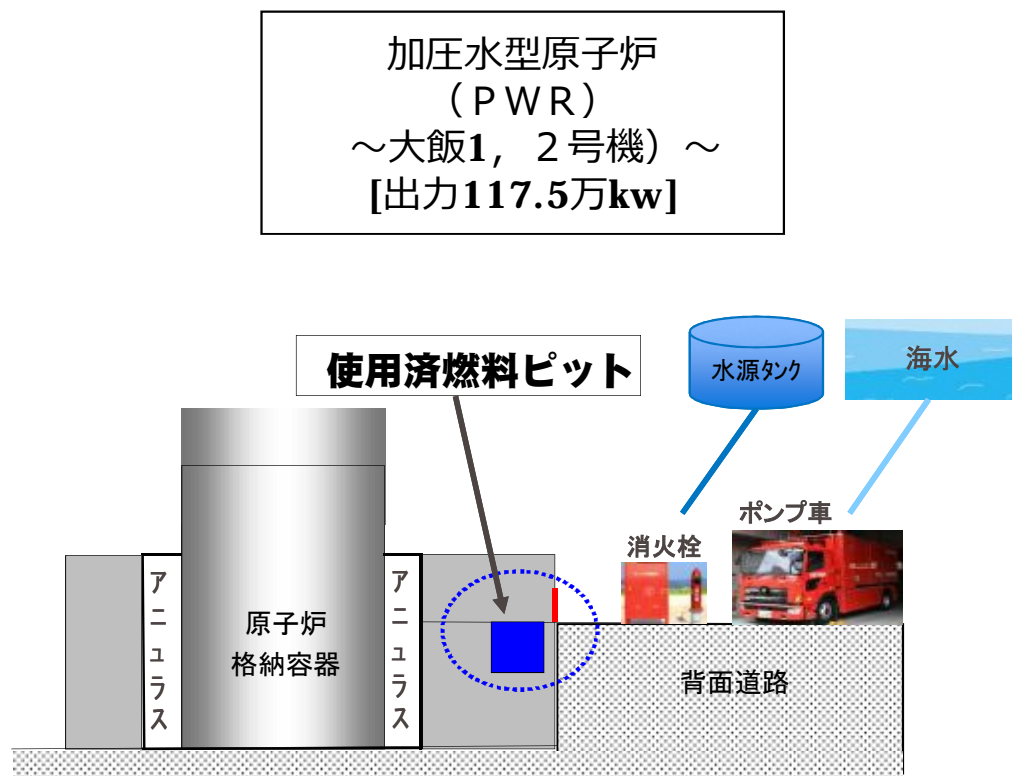 加圧水型原子炉
（ＰＷＲ）
～大飯1，２号機）～
[出力117.5万kw]
使用済燃料ピット
水源タンク
海水
ポンプ車
消火栓
アニュラス
原子炉
格納容器
アニュラス
背面道路